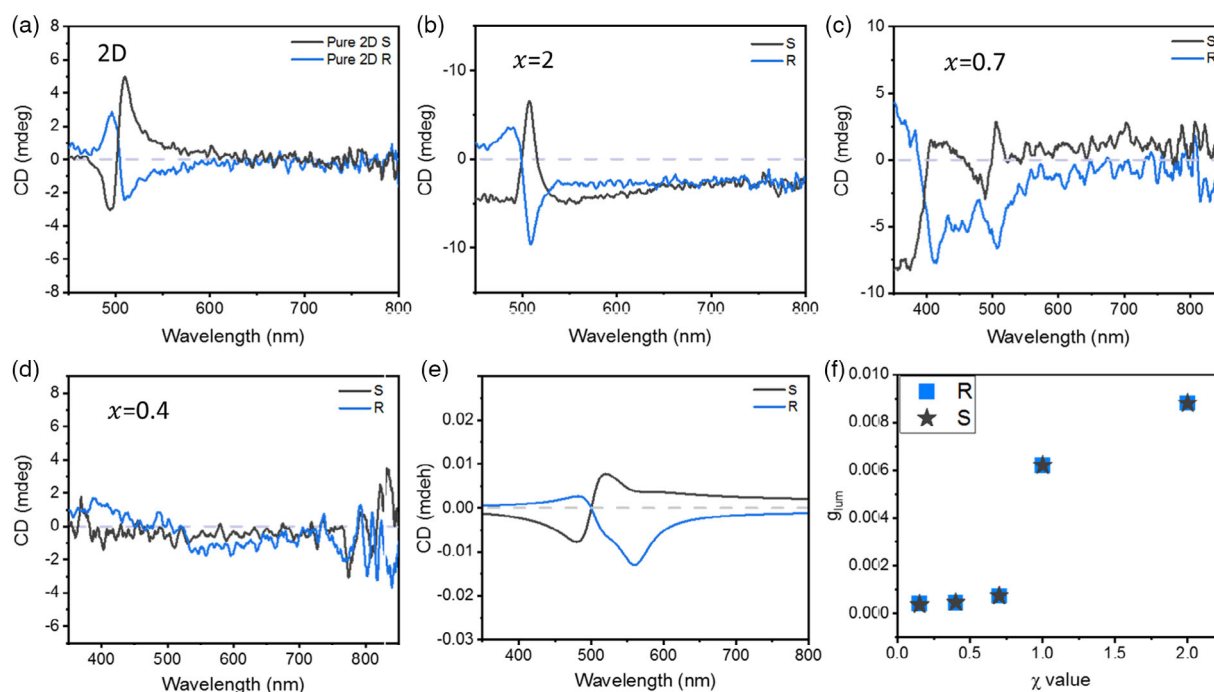 (a)
8
6
4
2
0
-2
-4
-6
-8
CD (mdeg)
2D
Pure 2D S
Pure 2D R
500 600 700 800
Wavelength (nm)
(b)
-10
0
-10
CD (mdeg)
x=2
S
R
500 600 700 800
Wavelength (nm)
(c)
10
5
0
-5
-10
CD (mdeg)
x=0.7
S
R
400 500 600 700 800
Wavelength (nm)
(d)
8
6
4
2
0
-2
-4
-6
CD (mdeg)
x=0.4
S
R
400 500 600 700 800
Wavelength (nm)
(e)
0.03
0.02
0.01
0.00
-0.01
-0.02
-0.03
CD (mdeh)
S
R
400 500 600 700 800
Wavelength (nm)
(f)
0.010
0.008
0.006
0.004
0.002
0.000
glum
R
S
0.0 0.5 1.0 1.5 2.0
χ value